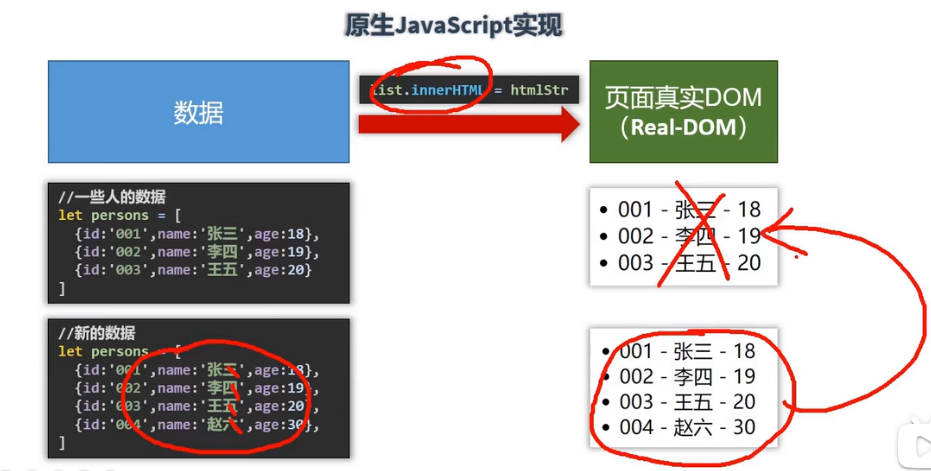 原生JavaScript实现
数据
list.innerHTML = htmlStr
页面真实DOM
（Real-DOM）
//一些人的数据
let persons = [
{id:'001',name:'张三',age:18},
{id:'002',name:'李四',age:19},
{id:'003',name:'王五',age:20}
]
• 001 - 张三 - 18
• 002 - 李四 - 19
• 003 - 王五 - 20
//新的数据
let persons = [
{id:'001',name:'张三',age:18},
{id:'002',name:'李四',age:19},
{id:'003',name:'王五',age:20},
{id:'004',name:'赵六',age:30},
]
• 001 - 张三 - 18
• 002 - 李四 - 19
• 003 - 王五 - 20
• 004 - 赵六 - 30